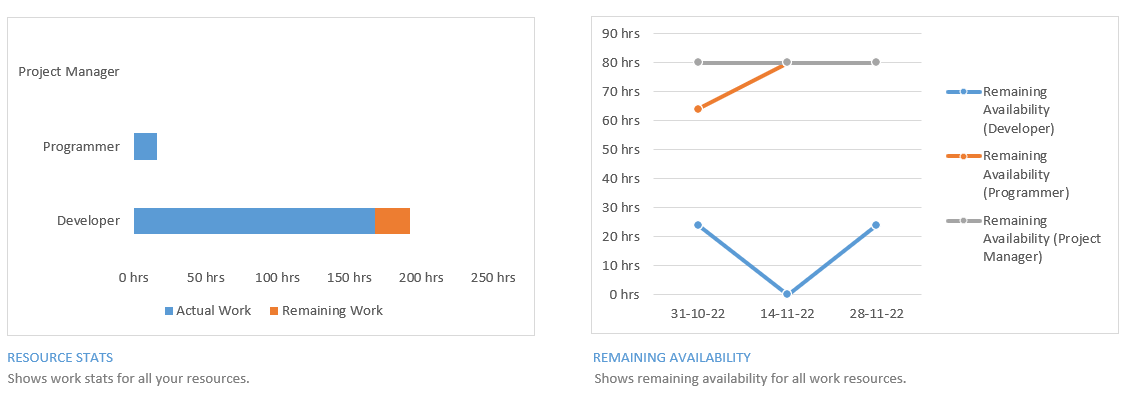 Project Manager
Programmer
Developer
0 hrs 50 hrs 100 hrs 150 hrs 200 hrs 250 hrs
Actual Work Remaining Work
RESOURCE STATS
Shows work stats for all your resources.
90 hrs
80 hrs
70 hrs
60 hrs
50 hrs
40 hrs
30 hrs
20 hrs
10 hrs
0 hrs
31-10-22 14-11-22 28-11-22
Remaining
Availability
(Developer)
Remaining
Availability
(Programmer)
Remaining
Availability (Project
Manager)
REMAINING AVAILABILITY
Shows remaining availability for all work resources.